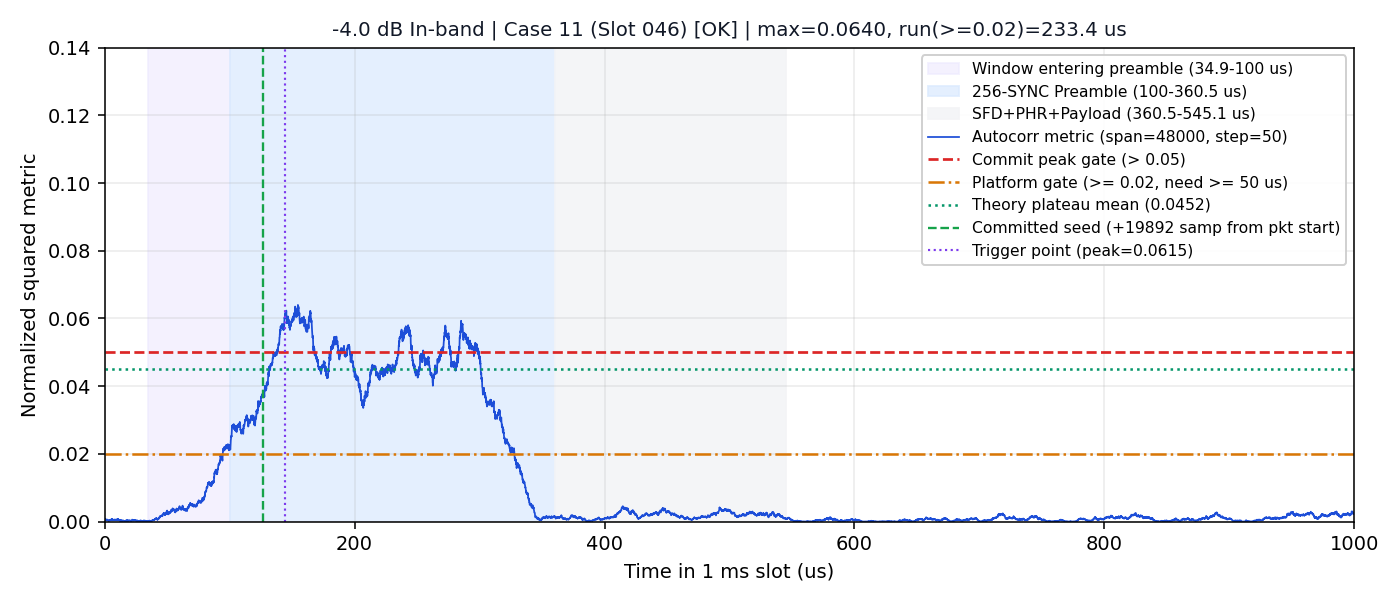 -4.0 dB In-band | Case 11 (Slot 046) [OK] | max=0.0640, run(>=0.02)=233.4 us
Normalized squared metric
0.14
0.12
0.10
0.08
0.06
0.04
0.02
0.00
Window entering preamble (34.9-100 us)
256-SYNC Preamble (100-360.5 us)
SFD+PHR+Payload (360.5-545.1 us)
Autocorr metric (span=48000, step=50)
Commit peak gate (> 0.05)
Platform gate (>= 0.02, need >= 50 us)
Theory plateau mean (0.0452)
Committed seed (+19892 samp from pkt start)
Trigger point (peak=0.0615)
0 200 400 600 800 1000
Time in 1 ms slot (us)